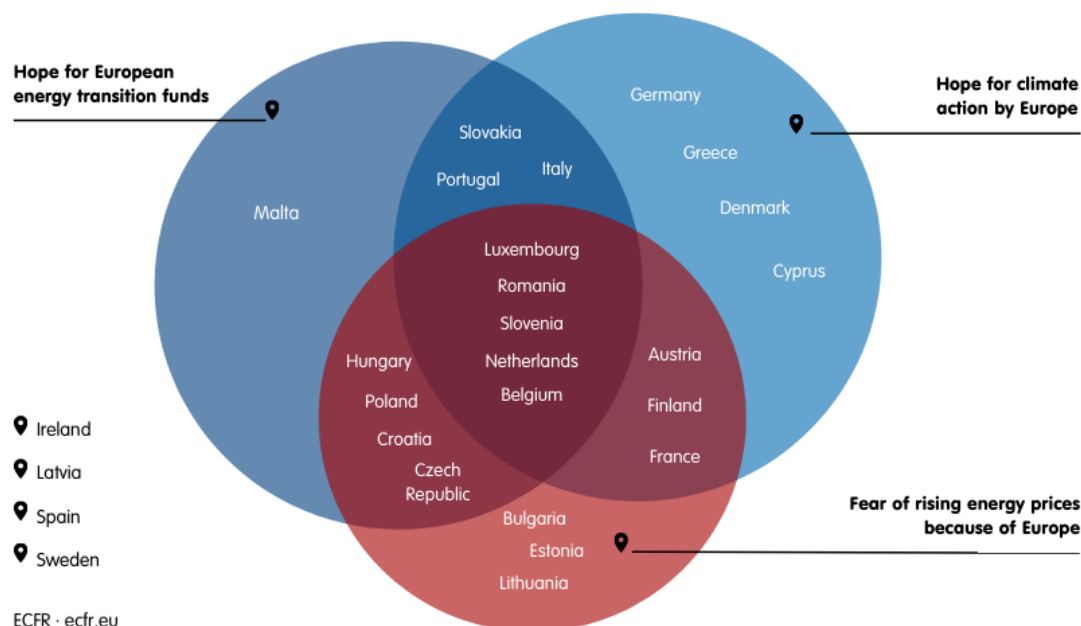 Hope for European
energy transition funds
Hope for climate
action by Europe
Germany
Slovakia
Greece
Italy
Portugal
Malta
Denmark
Luxembourg
Cyprus
Romania
Slovenia
Hungary
Netherlands
Austria
Poland
Belgium
Finland
Croatia
France
Czech
Republic
Ireland
Latvia
Spain
Sweden
Bulgaria
Estonia
Lithuania
Fear of rising energy prices
because of Europe
ECFR · ecfr.eu